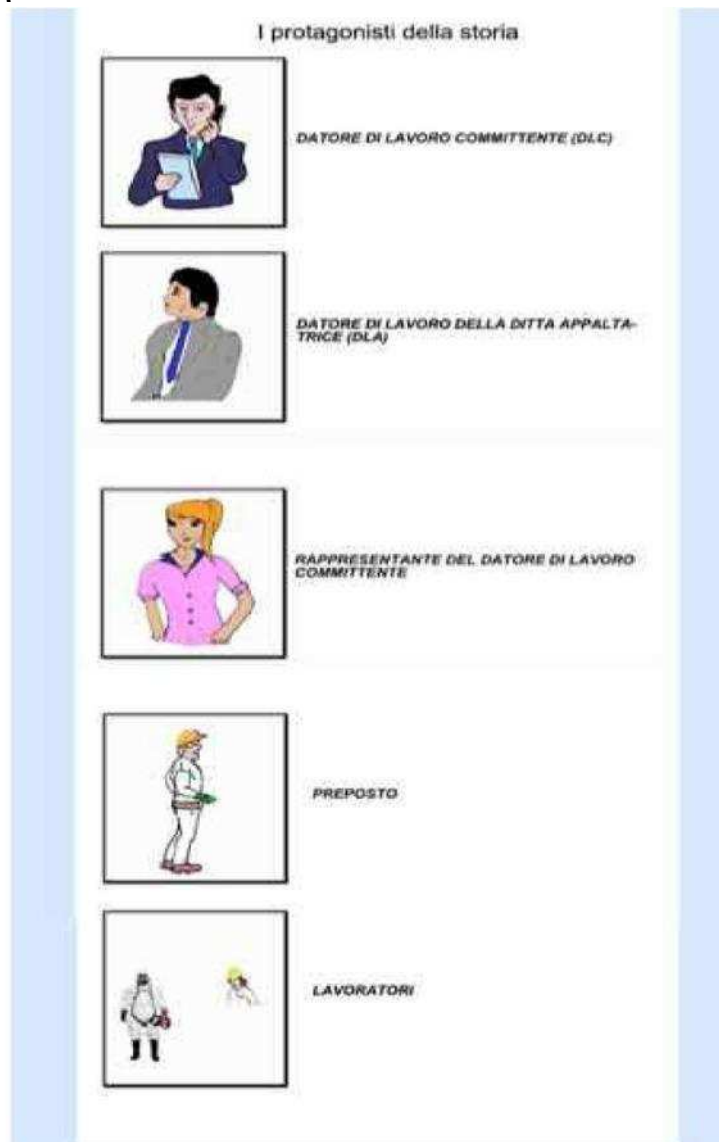 I protagonisti della storia
DATORE DI LAVORO COMMITTENTE (DLC)
DATORE DI LAVORO DELLA DITTA APPALTA-
TRICE (DLA)
RAPPRESENTANTE DEL DATORE DI LAVORO
COMMITTENTE
PREPOSTO
LAVORATORI